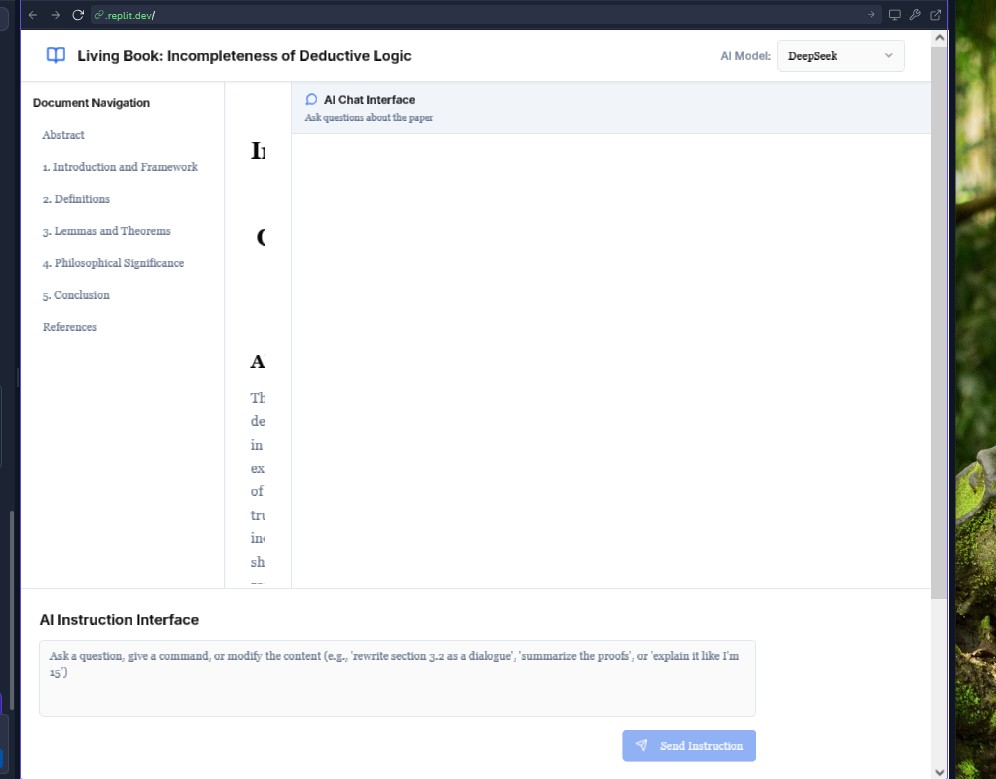 .replit.dev/
Living Book: Incompleteness of Deductive Logic
AI Model:
DeepSeek
Document Navigation
Abstract
1. Introduction and Framework
2. Definitions
3. Lemmas and Theorems
4. Philosophical Significance
5. Conclusion
References
AI Chat Interface
Ask questions about the paper
A
Th
de
in
ex
of
tru
sh
AI Instruction Interface
Ask a question, give a command, or modify the content (e.g., 'rewrite section 3.2 as a dialogue', 'summarize the proofs', or 'explain it like I'm
15')
Send Instruction